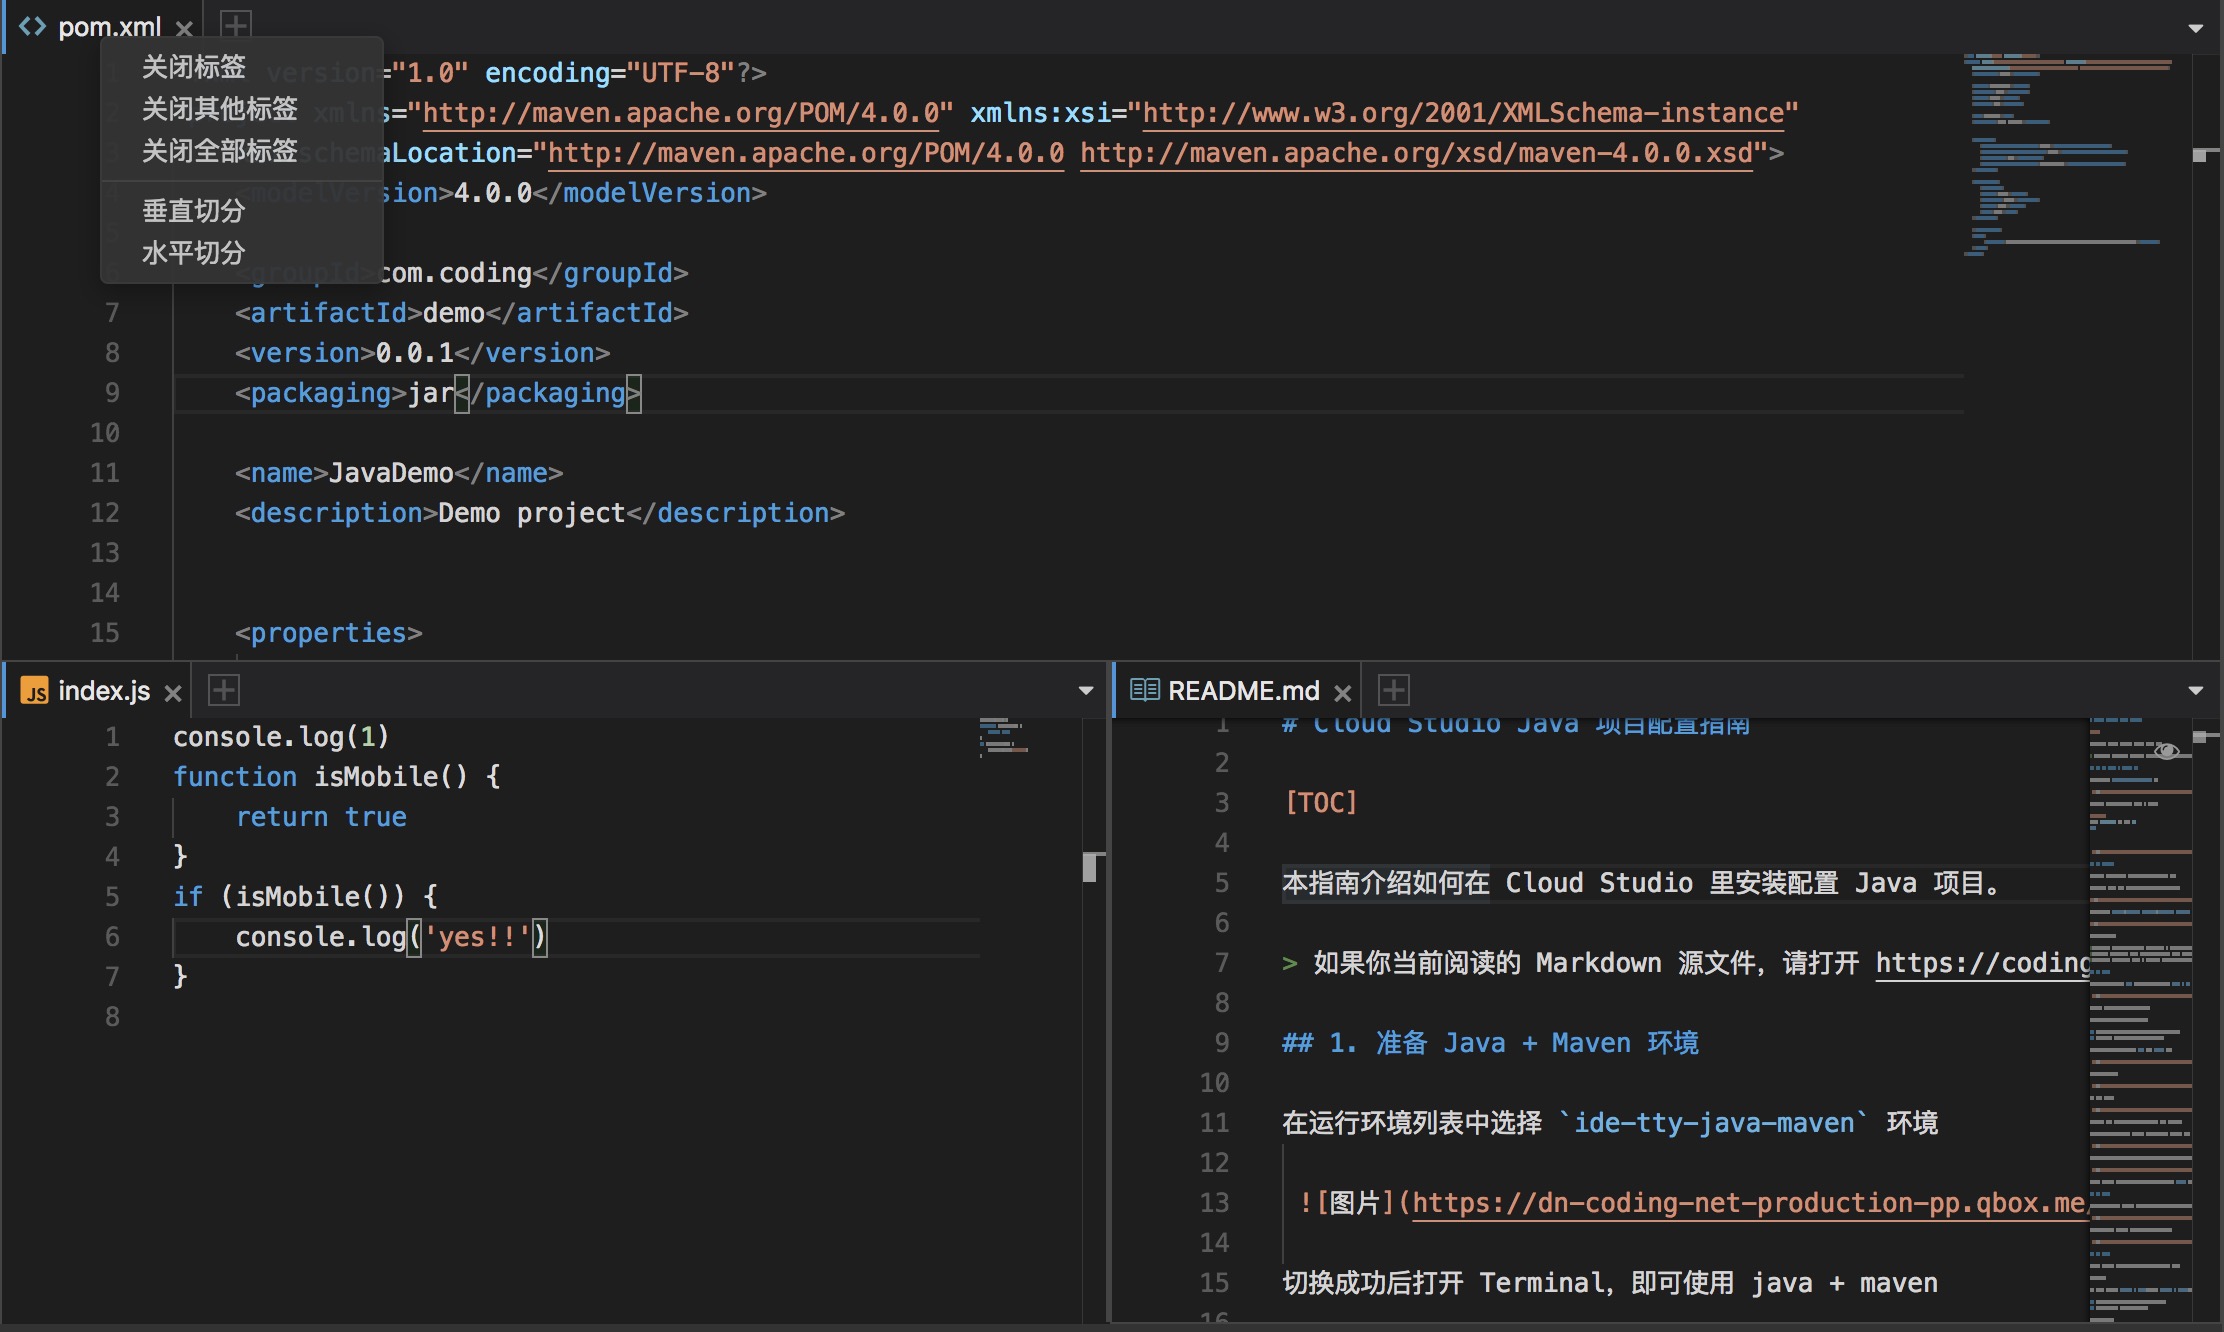 pom.xml
关闭标签
关闭其他标签
关闭全部标签
垂直切分
水平切分
1 version="1.0" encoding="UTF-8"?>
2 xmlns="http://maven.apache.org/POM/4.0.0" xmlns:xsi="http://www.w3.org/2001/XMLSchema-instance"
3 schemaLocation="http://maven.apache.org/POM/4.0.0 http://maven.apache.org/xsd/maven-4.0.0.xsd">
4 <modelVersion>4.0.0</modelVersion>
5
6 <groupId>com.coding</groupId>
7 <artifactId>demo</artifactId>
8 <version>0.0.1</version>
9 <packaging>jar</packaging>
10
11 <name>JavaDemo</name>
12 <description>Demo project</description>
13
14
15 <properties>
JS index.js
1 console.log(1)
2 function isMobile() {
3 return true
4 }
5 if (isMobile()) {
6 console.log('yes!!')
7 }
8
README.md
1 # Cloud Studio Java 项目配置指南
2
3 [TOC]
4
5 本指南介绍如何在 Cloud Studio 里安装配置 Java 项目。
6
7 > 如果你当前阅读的 Markdown 源文件，请打开 https://coding
8
9 ## 1. 准备 Java + Maven 环境
10
11 在运行环境列表中选择 `ide-tty-java-maven` 环境
12
13 ![图片](https://dn-coding-net-production-pp.qbox.me/
14
15 切换成功后打开 Terminal，即可使用 java + maven
16